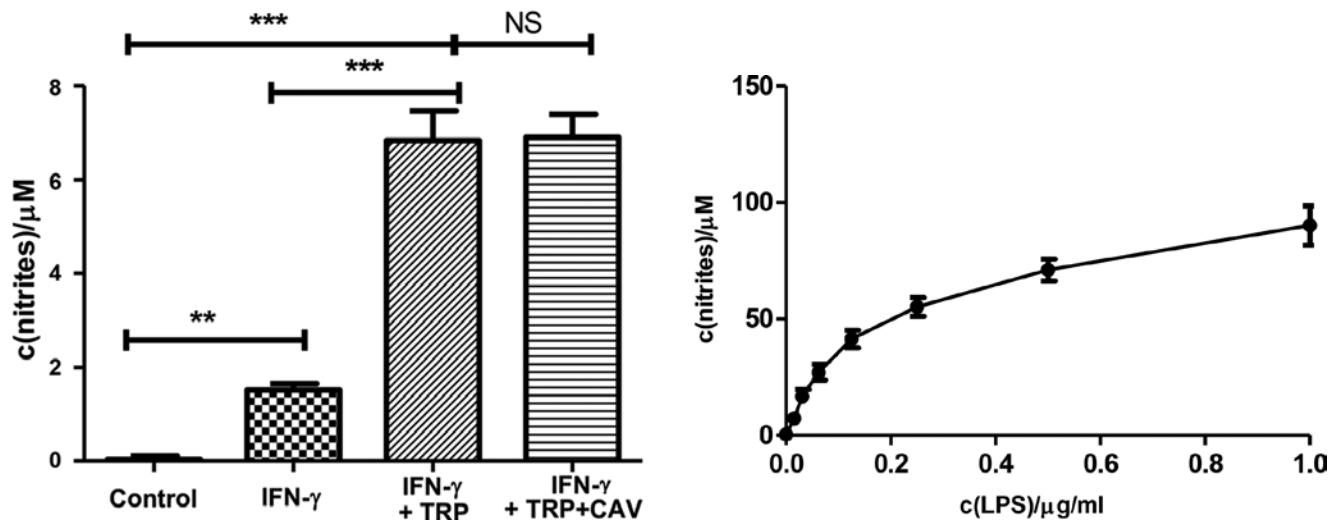 ***
NS
***
**
c(nitrites)/μM
8
6
4
2
0
Control
IFN-γ
IFN-γ
+ TRP
IFN-γ
+ TRP+CAV
c(nitrites)/μM
150
100
50
0
0.0 0.2 0.4 0.6 0.8 1.0
c(LPS)/μg/ml